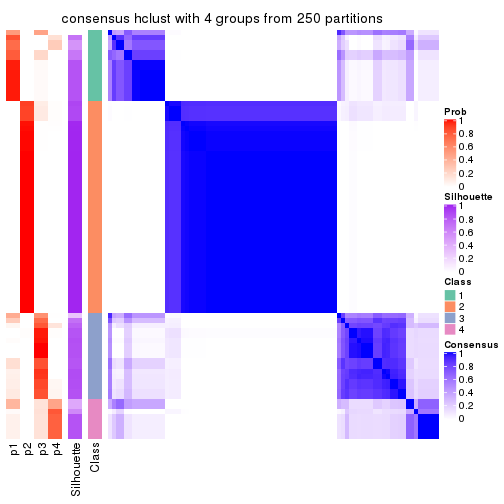 consensus hclust with 4 groups from 250 partitions
Prob
1
0.8
0.6
0.4
0.2
0
Silhouette
1
0.8
0.6
0.4
0.2
0
Class
1
2
3
4
Consensus
1
0.8
0.6
0.4
0.2
0
p1
p2
p3
p4
Silhouette
Class